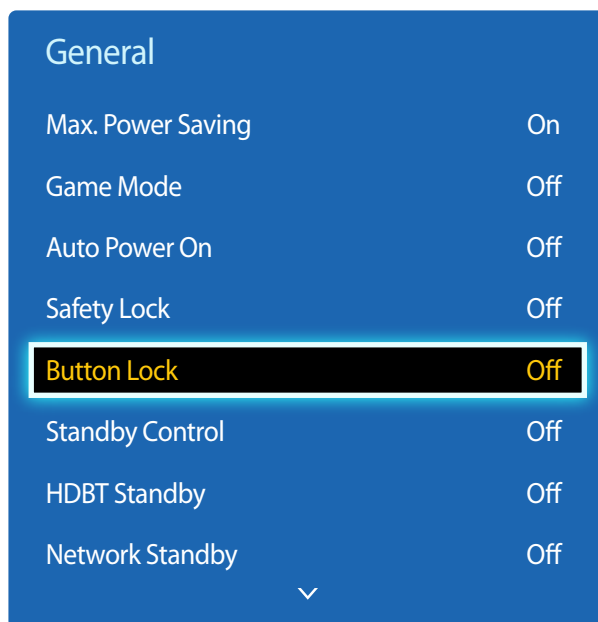 General
Max. Power Saving On
Game Mode Off
Auto Power On Off
Safety Lock Off
Button Lock Off
Standby Control Off
HDBT Standby Off
Network Standby Off